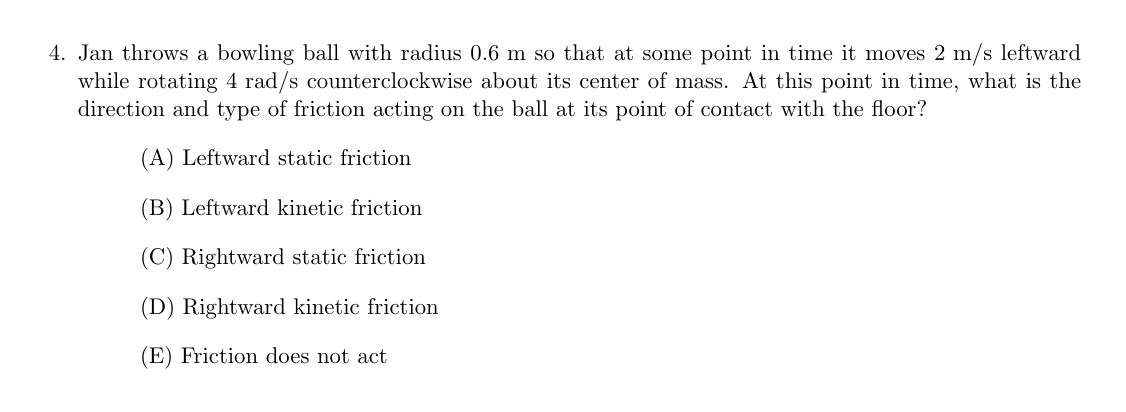 4. Jan throws a bowling ball with radius 0.6 m so that at some point in time it moves 2 m/s leftward
while rotating 4 rad/s counterclockwise about its center of mass. At this point in time, what is the
direction and type of friction acting on the ball at its point of contact with the floor?
(A) Leftward static friction
(B) Leftward kinetic friction
(C) Rightward static friction
(D) Rightward kinetic friction
(E) Friction does not act